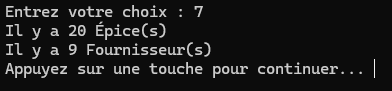 Entrez votre choix : 7
Il y a 20 Épice(s)
Il y a 9 Fournisseur(s)
Appuyez sur une touche pour continuer...